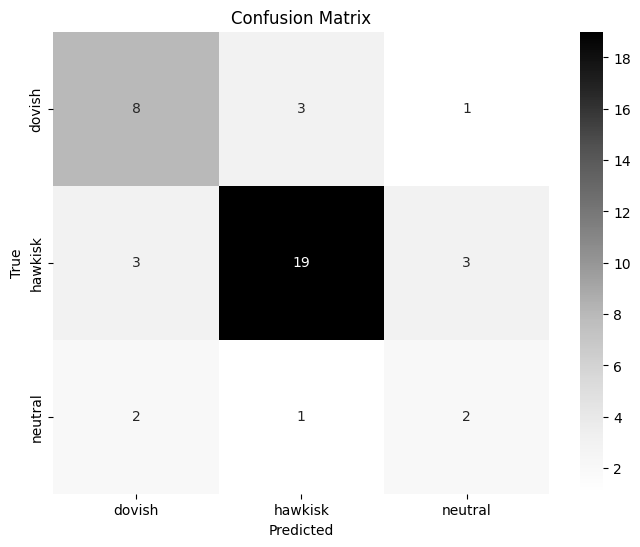 Confusion Matrix
True
dovish
8
3
1
hawkisk
3
19
3
neutral
2
1
2
dovish
hawkisk
neutral
Predicted
18
16
14
12
10
8
6
4
2